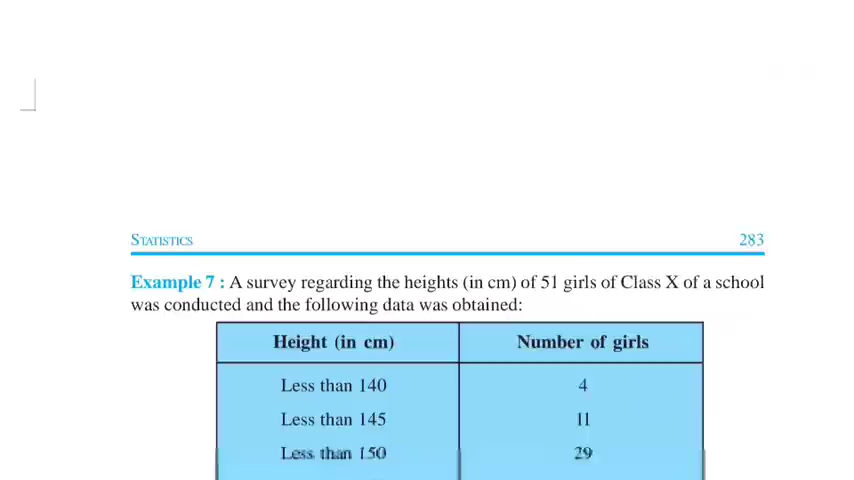 STATISTICS 283
Example 7 : A survey regarding the heights (in cm) of 51 girls of Class X of a school
was conducted and the following data was obtained:
Height (in cm) Number of girls
Less than 140 4
Less than 145 11
Less than 150 29